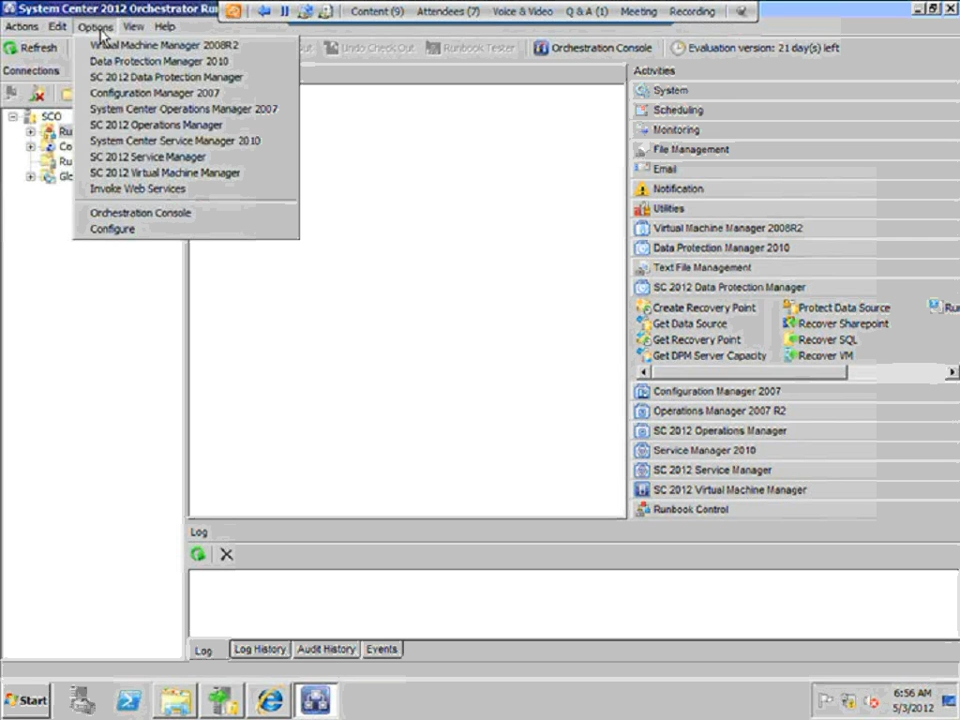 System Center 2012 Orchestrator Ru
Content (9) Attendees (7) Voice & Video Q & A (1) Meeting Recording
Actions Edit Options View Help
Refresh
Undo Check Out Runbook Tester Orchestration Console Evaluation version: 21 day(s) left
Connections
SCO
Ru
Co
Ru
Glo
Virtual Machine Manager 2008R2
Data Protection Manager 2010
SC 2012 Data Protection Manager
Configuration Manager 2007
System Center Operations Manager 2007
SC 2012 Operations Manager
System Center Service Manager 2010
SC 2012 Service Manager
SC 2012 Virtual Machine Manager
Invoke Web Services
Orchestration Console
Configure
Activities
System
Scheduling
Monitoring
File Management
Email
Notification
Utilities
Virtual Machine Manager 2008R2
Data Protection Manager 2010
Text File Management
SC 2012 Data Protection Manager
Create Recovery Point Protect Data Source Ru
Get Data Source Recover Sharepoint
Get Recovery Point Recover SQL
Get DPM Server Capacity Recover VM
Configuration Manager 2007
Operations Manager 2007 R2
SC 2012 Operations Manager
Service Manager 2010
SC 2012 Service Manager
SC 2012 Virtual Machine Manager
Runbook Control
Log
Log Log History Audit History Events
Start
6:56 AM
5/3/2012